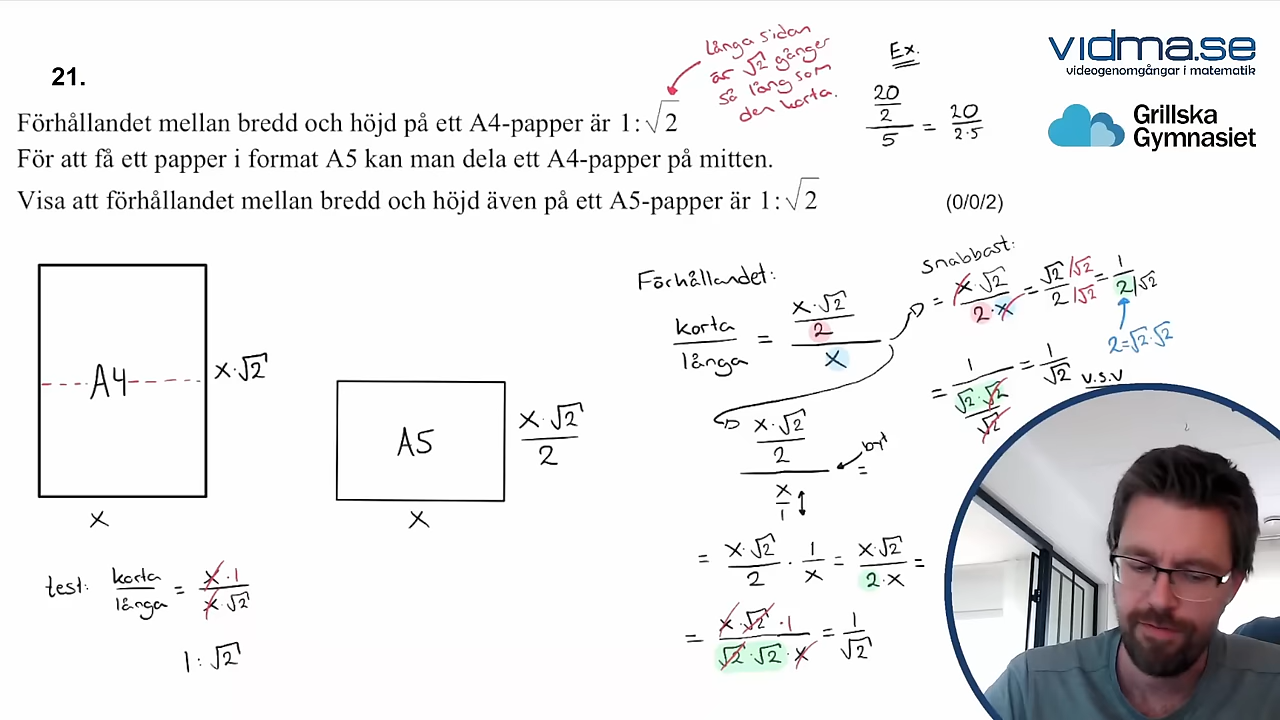 21.
Förhållandet mellan bredd och höjd på ett A4-papper är 1:√2
För att få ett papper i format A5 kan man dela ett A4-papper på mitten.
Visa att förhållandet mellan bredd och höjd även på ett A5-papper är 1:√2
(0/0/2)
långa sidan
är √2 gånger
så lång som
den korta.
Ex.
(20/2)/5 = 20/(2·5)
vidma.se
videogenomgångar i matematik
Grillska
Gymnasiet
A4
x·√2
x
A5
(x·√2)/2
x
test: korta/långa = (x·1)/(x·√2)
1:√2
Förhållandet:
korta/långa = ((x·√2)/2)/x
snabbast:
= (x·√2)/(2·x) = (√2/√2)/(2/√2) = 1/(2/√2)
2=√2·√2
= 1/((√2·√2)/√2) = 1/√2
v.s.v
((x·√2)/2)/(x/1) =
byt
= (x·√2)/2 · 1/x = (x·√2)/(2·x) =
= (x·√2·1)/(√2·√2·x) = 1/√2